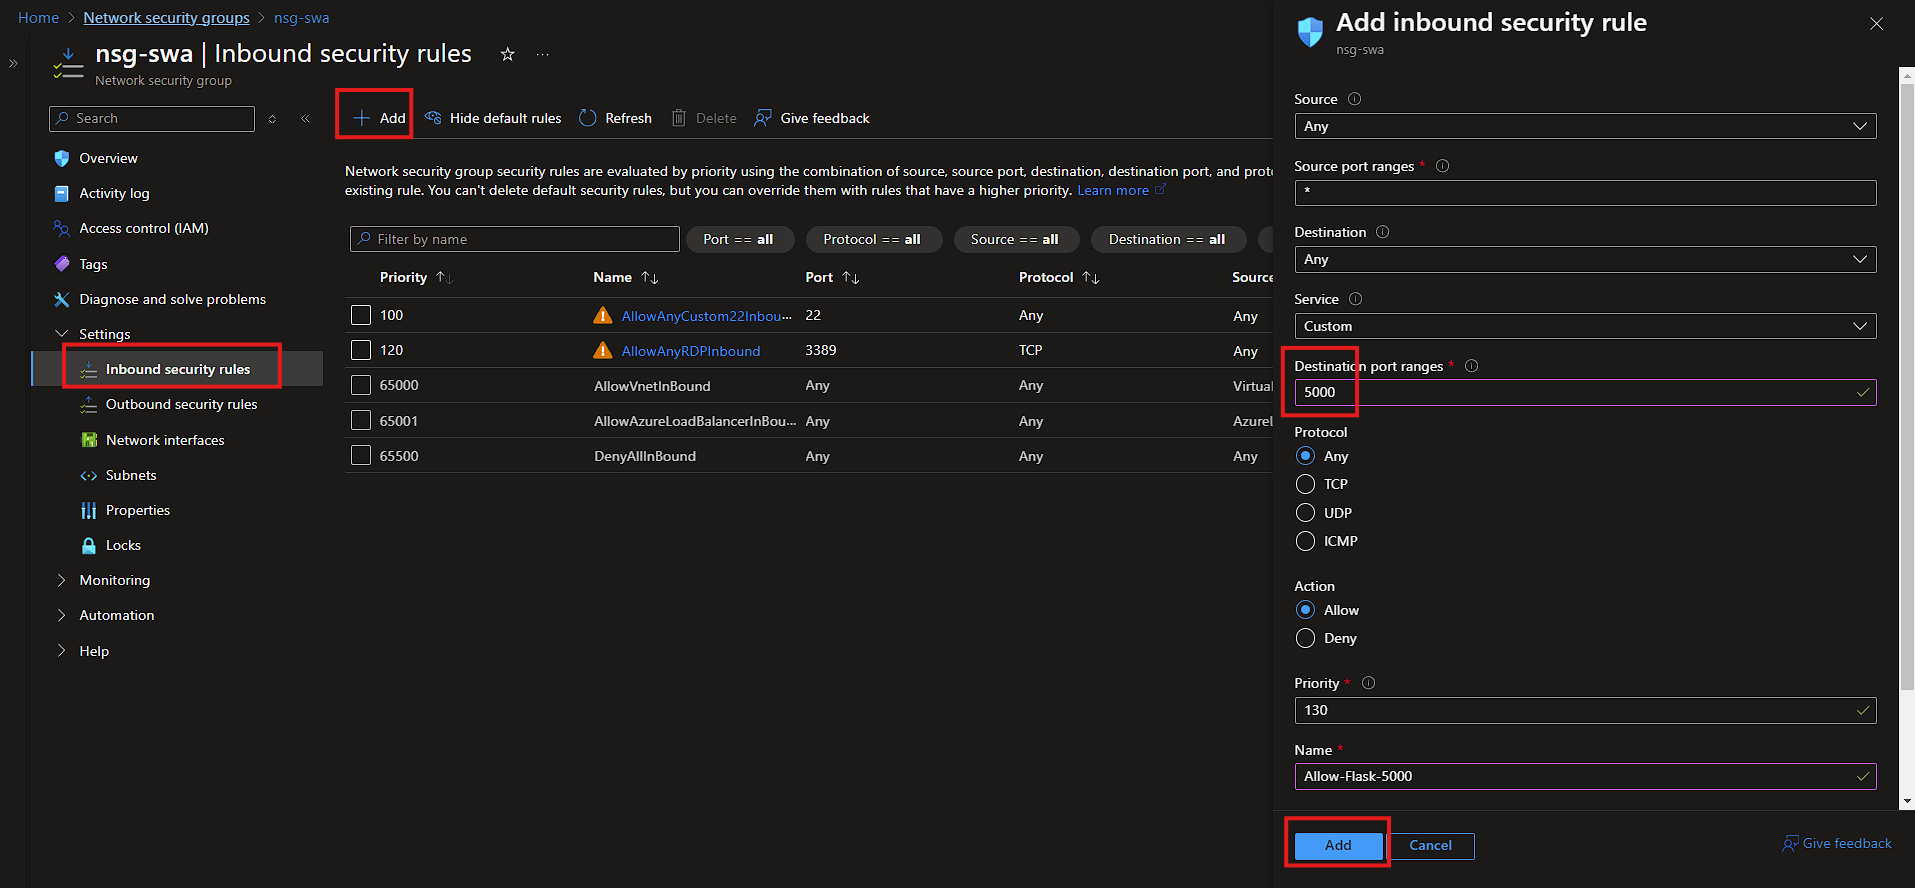 Home > Network security groups > nsg-swa
nsg-swa | Inbound security rules
Network security group
Search
Overview
Activity log
Access control (IAM)
Tags
Diagnose and solve problems
Settings
Inbound security rules
Outbound security rules
Network interfaces
Subnets
Properties
Locks
Monitoring
Automation
Help
+ Add Hide default rules Refresh Delete Give feedback
Network security group security rules are evaluated by priority using the combination of source, source port, destination, destination port, and proto
existing rule. You can't delete default security rules, but you can override them with rules that have a higher priority. Learn more
Filter by name Port == all Protocol == all Source == all Destination == all
Priority Name Port Protocol Source
100 AllowAnyCustom22Inbou... 22 Any Any
120 AllowAnyRDPInbound 3389 TCP Any
65000 AllowVnetInBound Any Any Virtual
65001 AllowAzureLoadBalancerInBou... Any Any Azurel
65500 DenyAllInBound Any Any Any
Add inbound security rule
nsg-swa
Source
Any
Source port ranges *
*
Destination
Any
Service
Custom
Destination port ranges *
5000
Protocol
Any
TCP
UDP
ICMP
Action
Allow
Deny
Priority *
130
Name *
Allow-Flask-5000
Add Cancel Give feedback